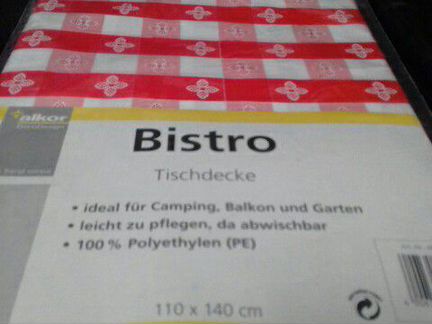 alkor
Bistro
Tischdecke
• ideal für Camping, Balkon und Garten
• leicht zu pflegen, da abwischbar
• 100 % Polyethylen (PE)
110 x 140 cm